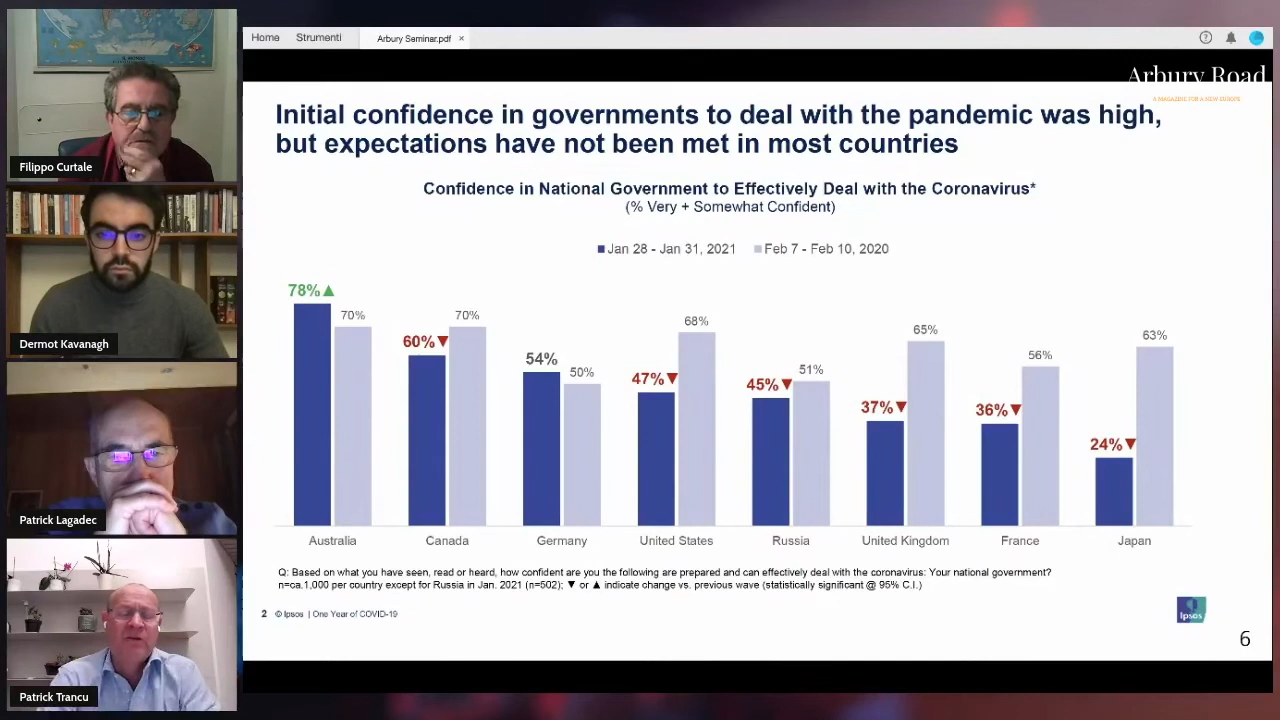 Home Strumenti Arbury Seminar.pdf ×
Arbury Road
A MAGAZINE FOR A NEW EUROPE
Initial confidence in governments to deal with the pandemic was high,
but expectations have not been met in most countries
Confidence in National Government to Effectively Deal with the Coronavirus*
(% Very + Somewhat Confident)
Jan 28 - Jan 31, 2021 Feb 7 - Feb 10, 2020
78%▲ 70%
60%▼ 70%
54% 50%
47%▼ 68%
45%▼ 51%
37%▼ 65%
36%▼ 56%
24%▼ 63%
Australia Canada Germany United States Russia United Kingdom France Japan
Q: Based on what you have seen, read or heard, how confident are you the following are prepared and can effectively deal with the coronavirus: Your national government?
n=ca.1,000 per country except for Russia in Jan. 2021 (n=502); ▼ or ▲ indicate change vs. previous wave (statistically significant @ 95% C.I.)
2 © Ipsos | One Year of COVID-19
Ipsos
6
Filippo Curtale
Dermot Kavanagh
Patrick Lagadec
Patrick Trancu